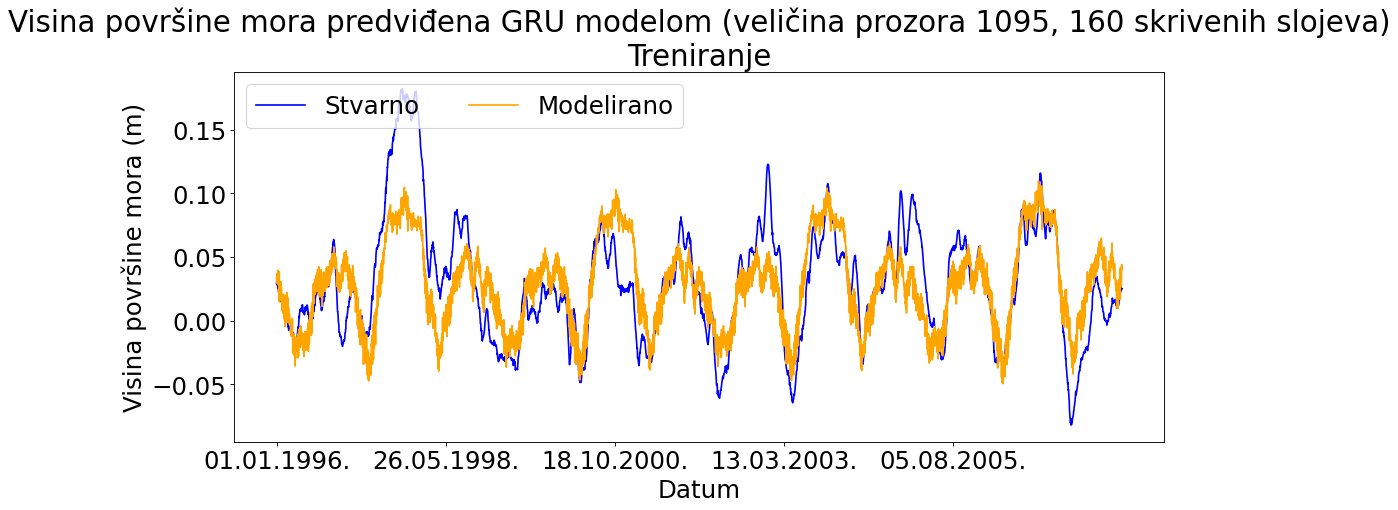 Visina površine mora predviđena GRU modelom (veličina prozora 1095, 160 skrivenih slojeva)
Treniranje
Stvarno Modelirano
Visina površine mora (m)
0.15
0.10
0.05
0.00
−0.05
01.01.1996. 26.05.1998. 18.10.2000. 13.03.2003. 05.08.2005.
Datum